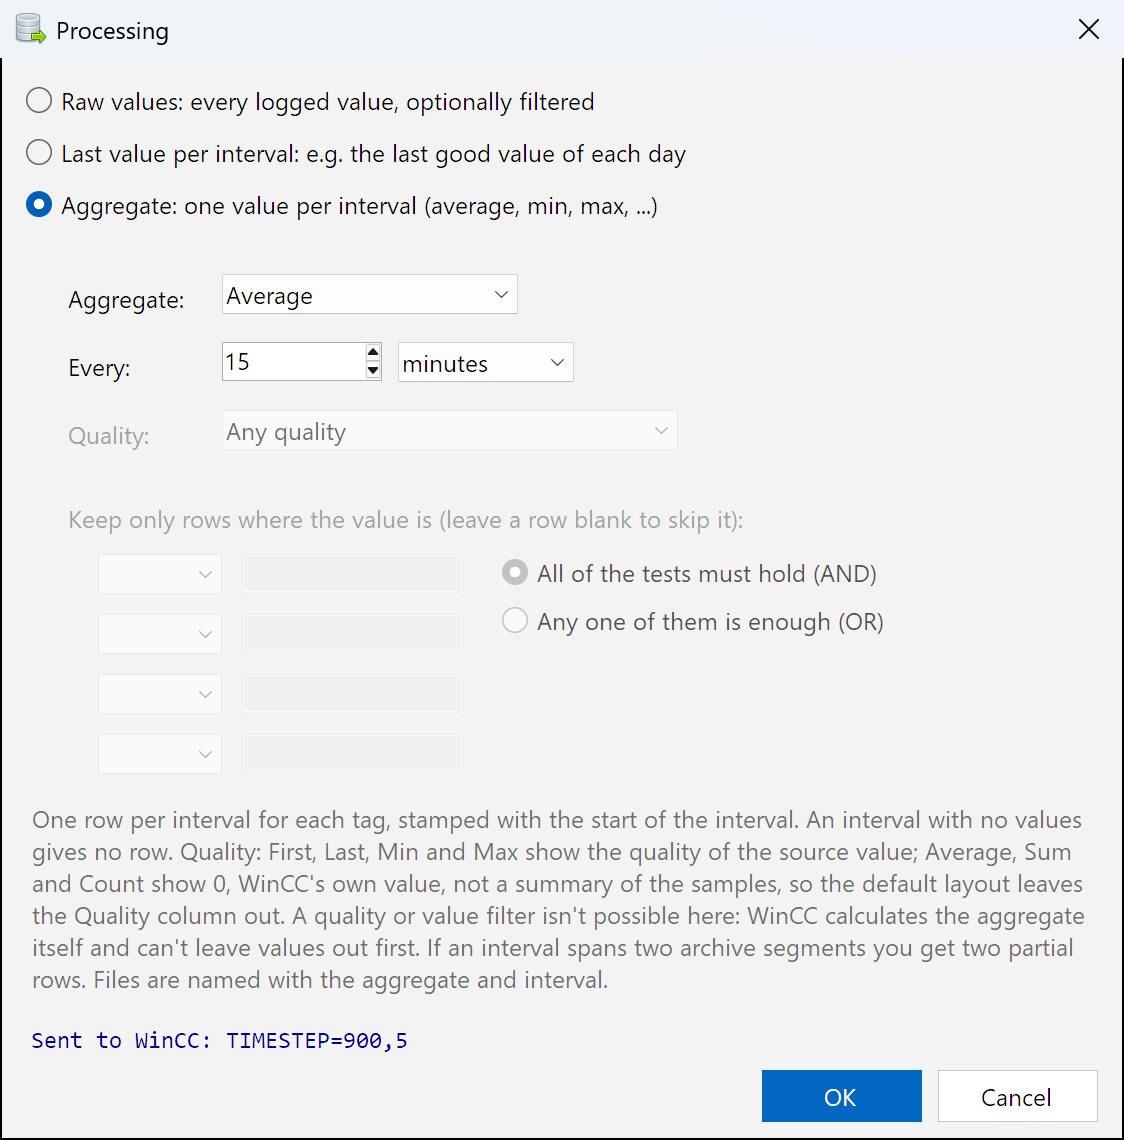 Processing
Raw values: every logged value, optionally filtered
Last value per interval: e.g. the last good value of each day
Aggregate: one value per interval (average, min, max, ...)
Aggregate: Average
Every: 15 minutes
Quality: Any quality
Keep only rows where the value is (leave a row blank to skip it):
All of the tests must hold (AND)
Any one of them is enough (OR)
One row per interval for each tag, stamped with the start of the interval. An interval with no values
gives no row. Quality: First, Last, Min and Max show the quality of the source value; Average, Sum
and Count show 0, WinCC's own value, not a summary of the samples, so the default layout leaves
the Quality column out. A quality or value filter isn't possible here: WinCC calculates the aggregate
itself and can't leave values out first. If an interval spans two archive segments you get two partial
rows. Files are named with the aggregate and interval.
Sent to WinCC: TIMESTEP=900,5
OK Cancel